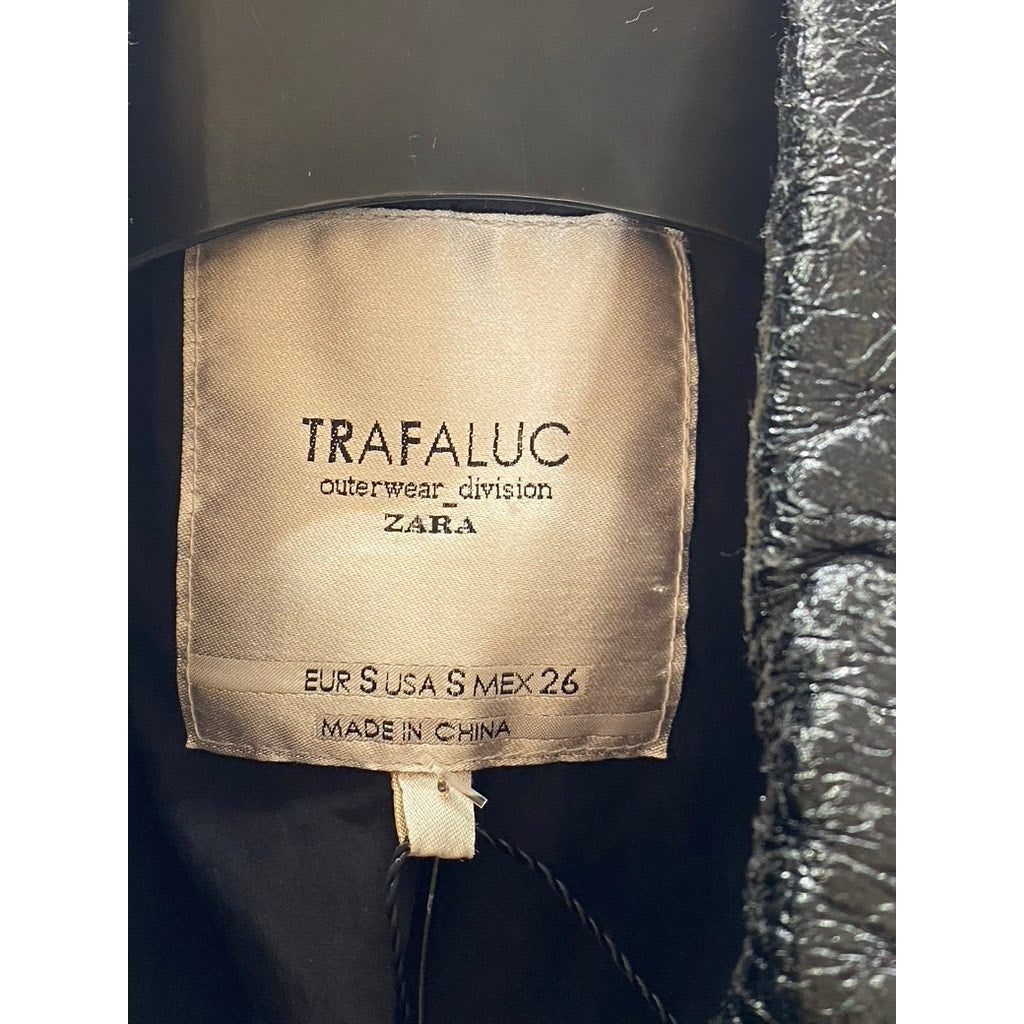 TRAFALUC
outerwear_division
ZARA
EUR S USA S MEX 26
MADE IN CHINA